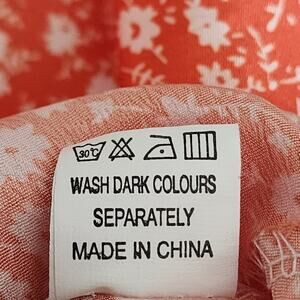 30°C
WASH DARK COLOURS
SEPARATELY
MADE IN CHINA